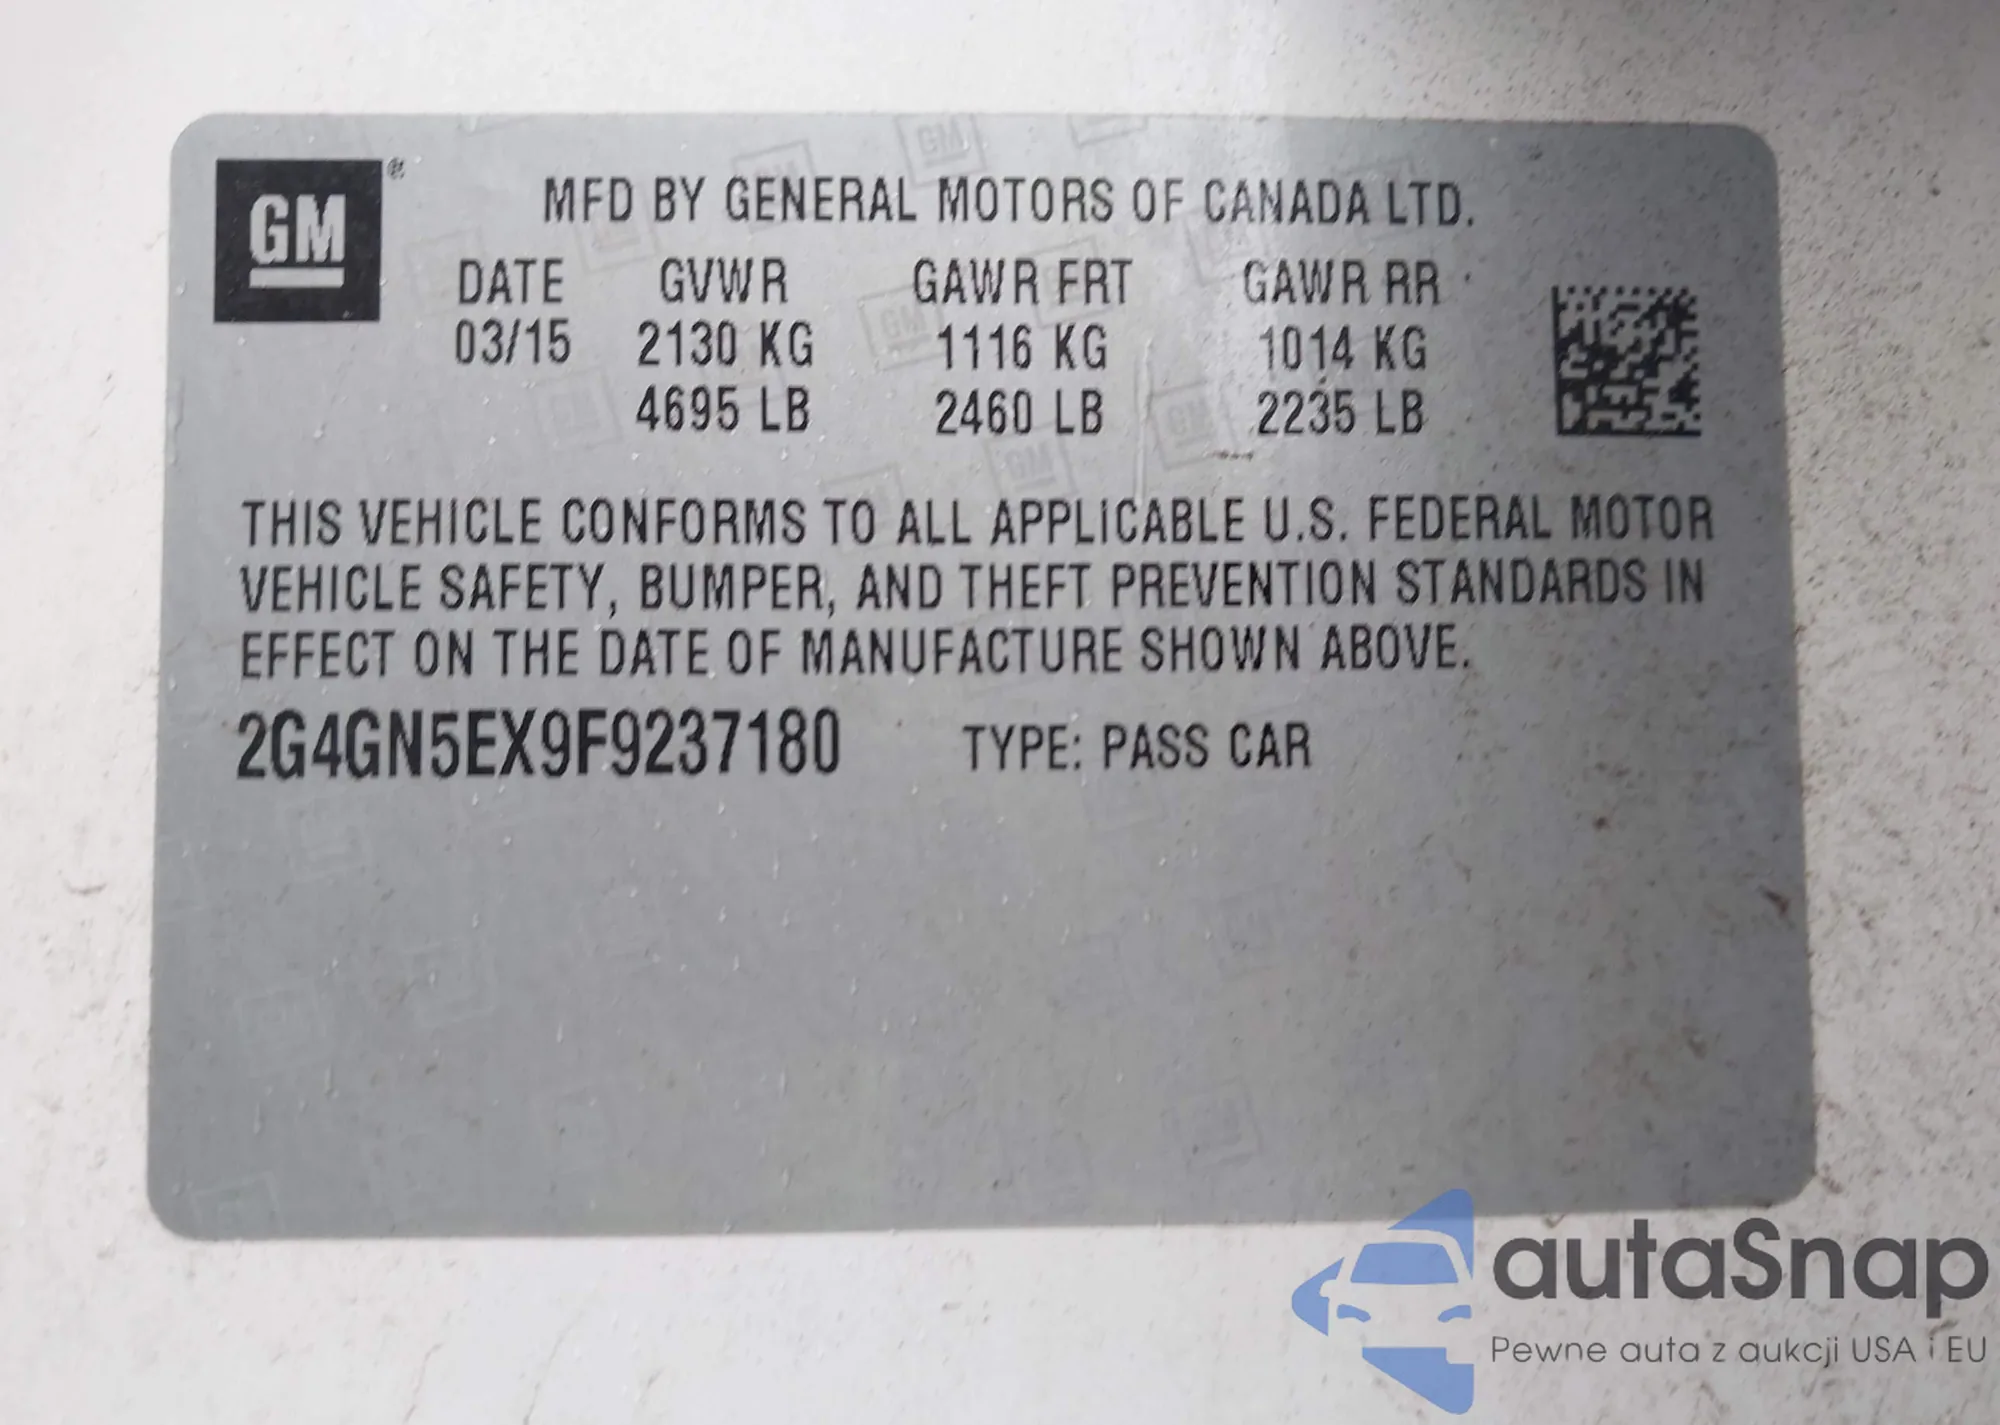 GM®
MFD BY GENERAL MOTORS OF CANADA LTD.
DATE GVWR GAWR FRT GAWR RR
03/15 2130 KG 1116 KG 1014 KG
4695 LB 2460 LB 2235 LB
THIS VEHICLE CONFORMS TO ALL APPLICABLE U.S. FEDERAL MOTOR
VEHICLE SAFETY, BUMPER, AND THEFT PREVENTION STANDARDS IN
EFFECT ON THE DATE OF MANUFACTURE SHOWN ABOVE.
2G4GN5EX9F9237180 TYPE: PASS CAR
autaSnap
Pewne auta z aukcji USA i EU